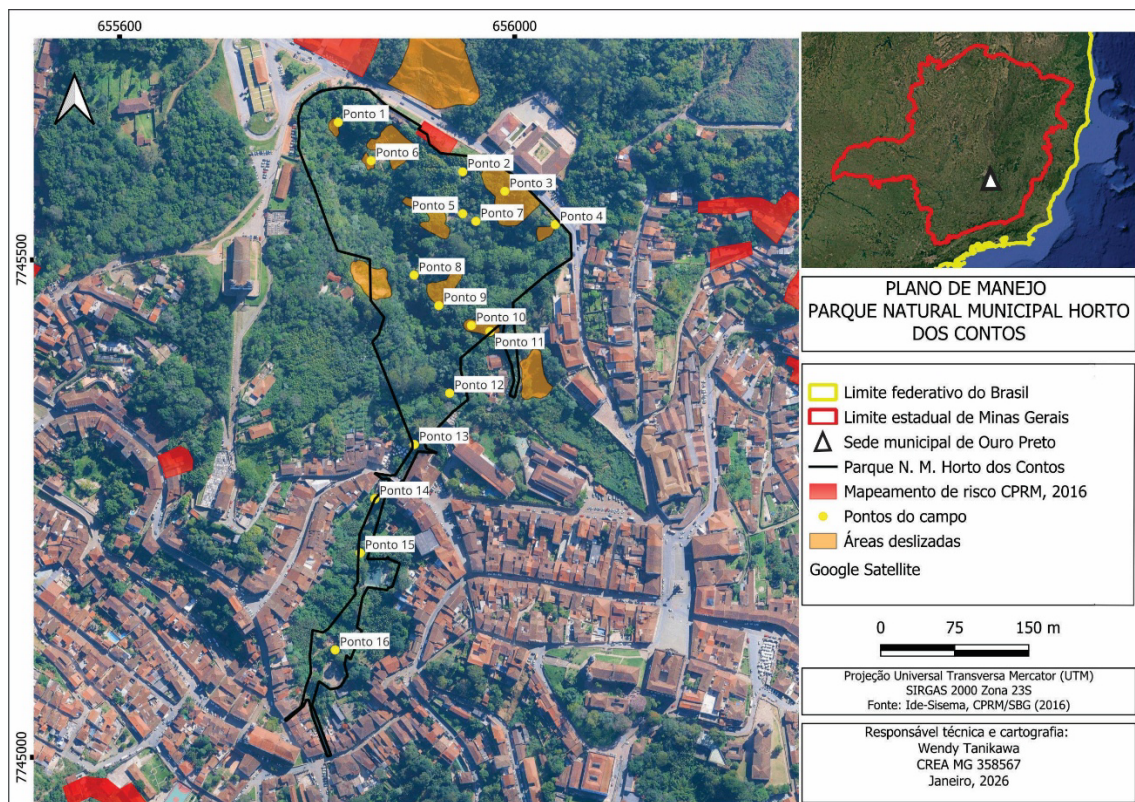 655600
656000
7745500
7745000
Ponto 1
Ponto 6
Ponto 2
Ponto 3
Ponto 5
Ponto 7
Ponto 4
Ponto 8
Ponto 9
Ponto 10
Ponto 11
Ponto 12
Ponto 13
Ponto 14
Ponto 15
Ponto 16
PLANO DE MANEJO
PARQUE NATURAL MUNICIPAL HORTO
DOS CONTOS
Limite federativo do Brasil
Limite estadual de Minas Gerais
Sede municipal de Ouro Preto
Parque N. M. Horto dos Contos
Mapeamento de risco CPRM, 2016
Pontos do campo
Áreas deslizadas
Google Satellite
0 75 150 m
Projeção Universal Transversa Mercator (UTM)
SIRGAS 2000 Zona 23S
Fonte: Ide-Sisema, CPRM/SBG (2016)
Responsável técnica e cartografia:
Wendy Tanikawa
CREA MG 358567
Janeiro, 2026